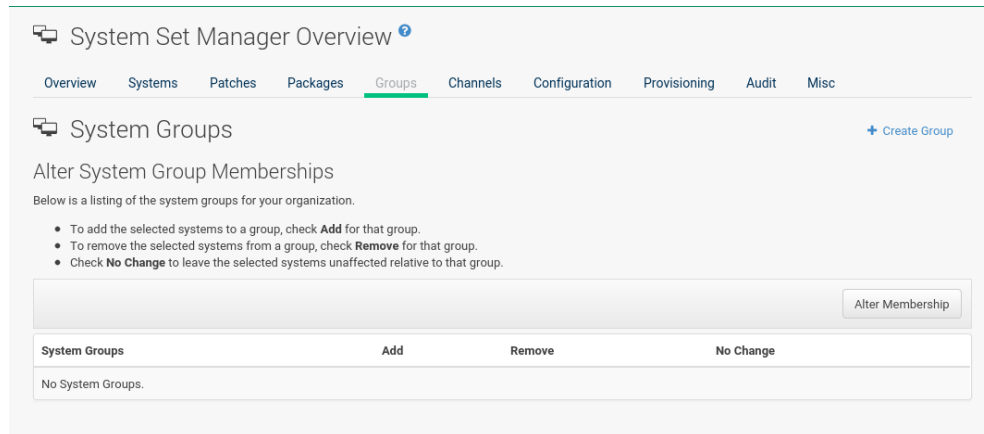 System Set Manager Overview ?
Overview Systems Patches Packages Groups Channels Configuration Provisioning Audit Misc
System Groups
+ Create Group
Alter System Group Memberships
Below is a listing of the system groups for your organization.
• To add the selected systems to a group, check Add for that group.
• To remove the selected systems from a group, check Remove for that group.
• Check No Change to leave the selected systems unaffected relative to that group.
Alter Membership
System Groups Add Remove No Change
No System Groups.